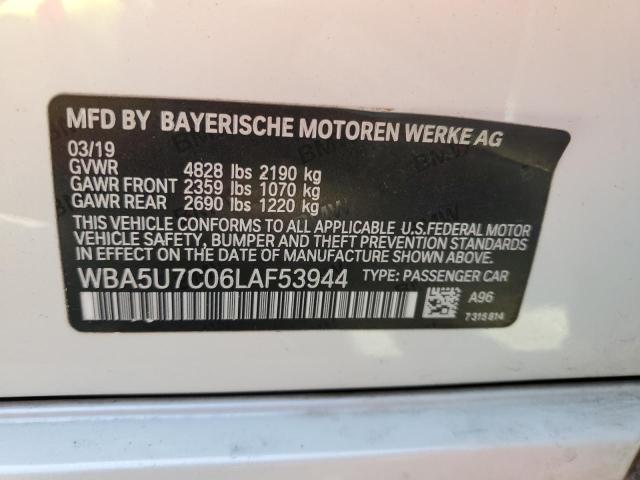 MFD BY BAYERISCHE MOTOREN WERKE AG
03/19
GVWR 4828 lbs 2190 kg
GAWR FRONT 2359 lbs 1070 kg
GAWR REAR 2690 lbs 1220 kg
THIS VEHICLE CONFORMS TO ALL APPLICABLE U.S.FEDERAL MOTOR
VEHICLE SAFETY, BUMPER AND THEFT PREVENTION STANDARDS
IN EFFECT ON THE DATE OF MANUFACTURE SHOWN ABOVE.
WBA5U7C06LAF53944 TYPE: PASSENGER CAR
A96
7315814